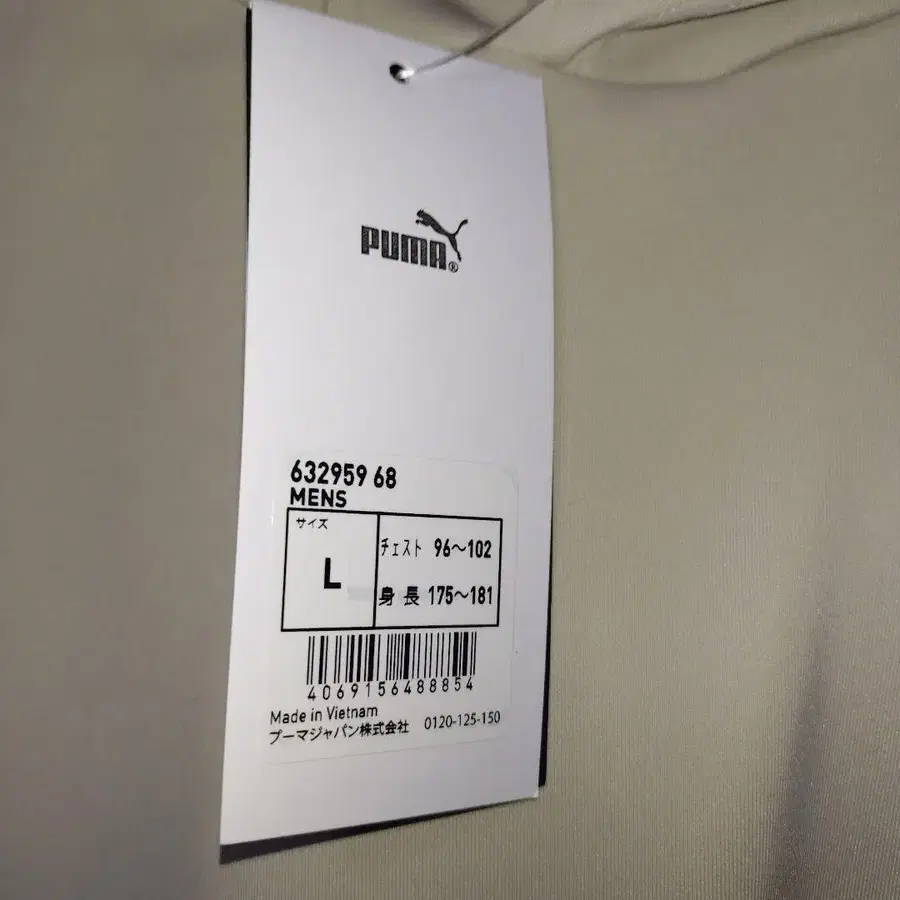 PUMA®
632959 68
MENS
サイズ
L
チェスト 96〜102
身長 175〜181
4069156488854
Made in Vietnam
プーマジャパン株式会社 0120-125-150